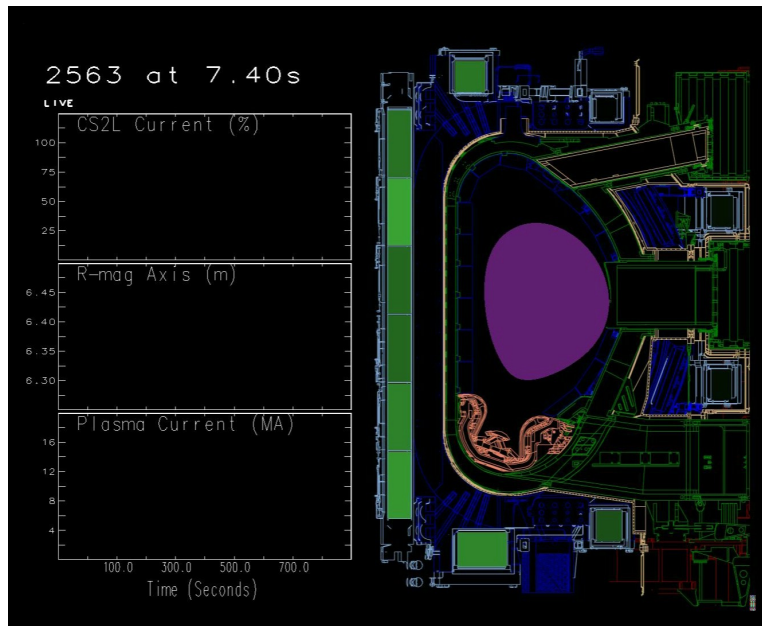 2563 at 7.40s
LIVE
CS2L Current (%)
100
75
50
25
R-mag Axis (m)
6.45
6.40
6.35
6.30
Plasma Current (MA)
16
12
8
4
100.0 300.0 500.0 700.0
Time (Seconds)